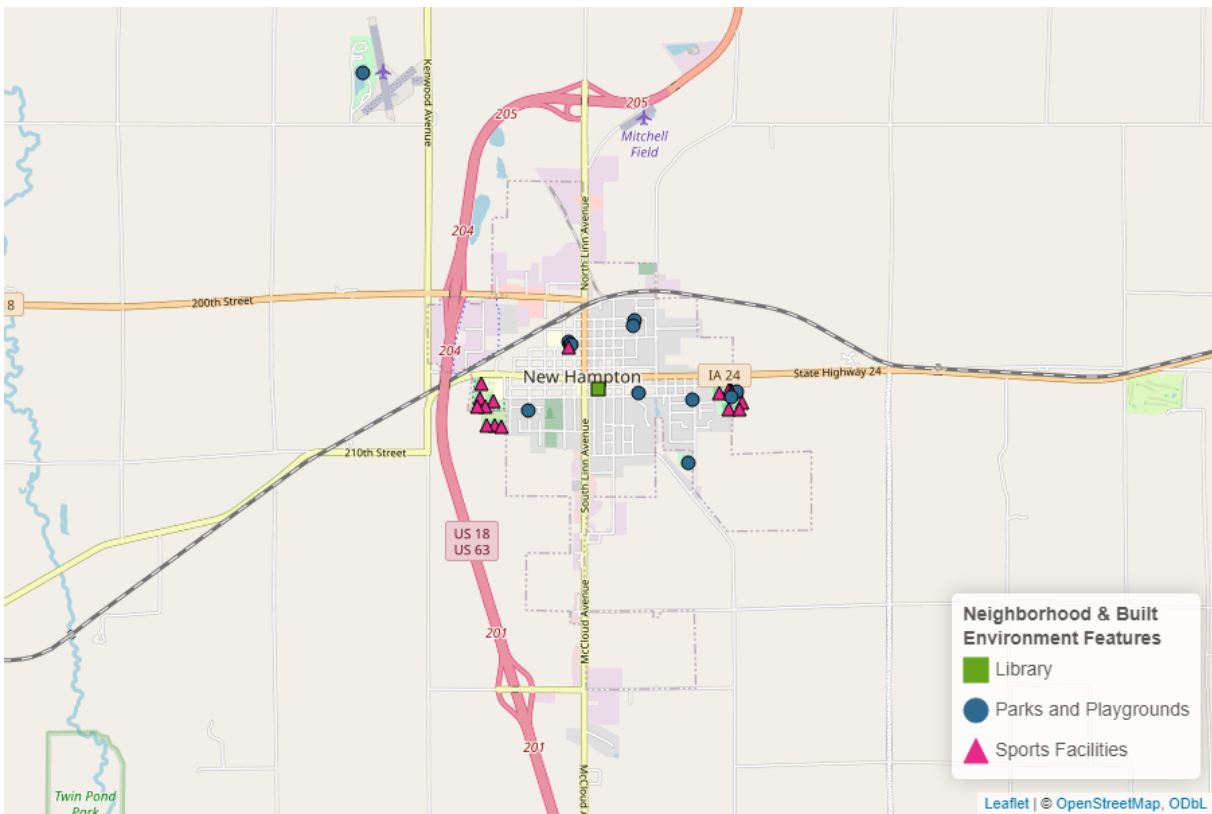 Kenwood Avenue
205
205
Mitchell
Field
204
North Linn Avenue
8
200th Street
204
New Hampton
IA 24
State Highway 24
210th Street
South Linn Avenue
US 18
US 63
McCloud Avenue
201
201
McCloud A
Twin Pond
Park
Neighborhood & Built
Environment Features
Library
Parks and Playgrounds
Sports Facilities
Leaflet | © OpenStreetMap, ODbL